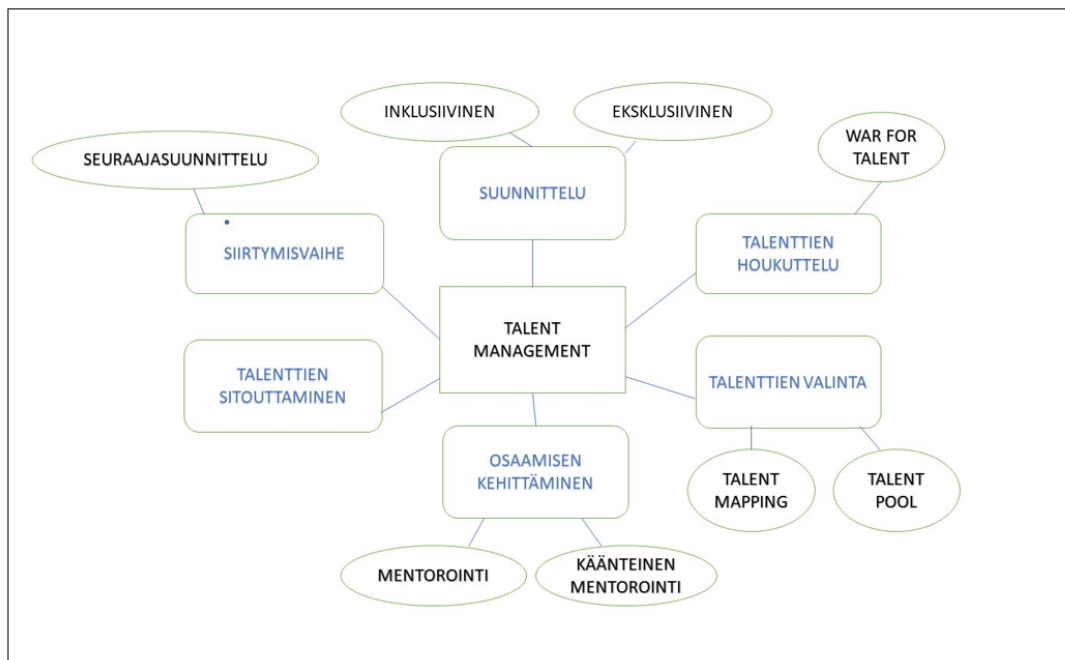 INKLUSIIVINEN
EKSKLUSIIVINEN
WAR FOR
TALENT
SEURAAJASUUNNITTELU
SUUNNITTELU
SIIRTYMISVAIHE
TALENTTIEN
HOUKUTTELU
TALENT
MANAGEMENT
TALENTTIEN
SITOUTTAMINEN
TALENTTIEN VALINTA
OSAAMISEN
KEHITTÄMINEN
TALENT
MAPPING
TALENT
POOL
MENTOROINTI
KÄÄNTEINEN
MENTOROINTI